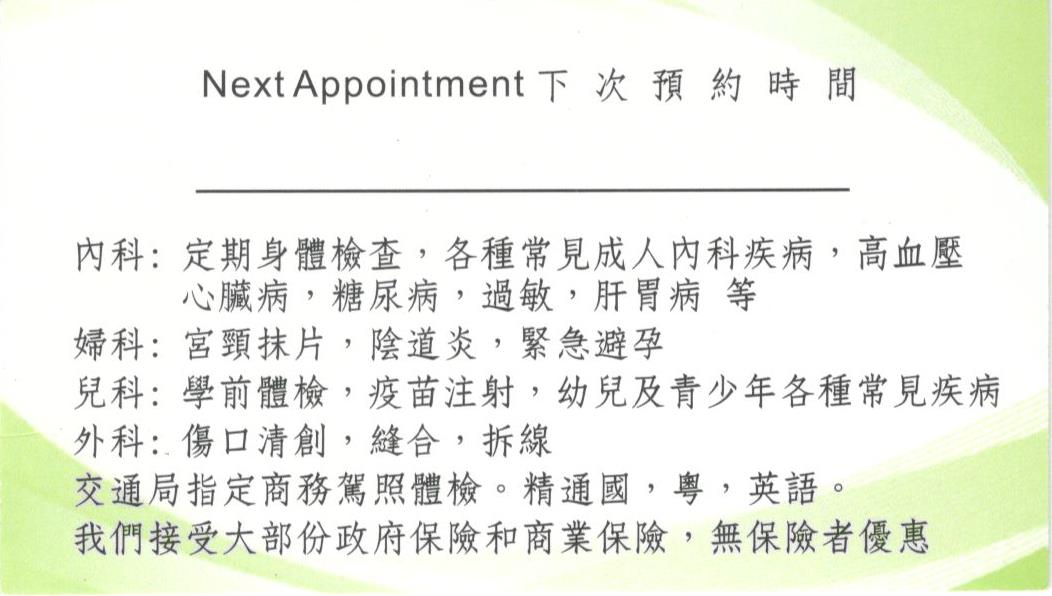 Next Appointment 下次預約時間
內科: 定期身體檢查，各種常見成人內科疾病，高血壓
心臟病，糖尿病，過敏，肝胃病 等
婦科: 宮頸抹片，陰道炎，緊急避孕
兒科: 學前體檢，疫苗注射，幼兒及青少年各種常見疾病
外科: 傷口清創，縫合，拆線
交通局指定商務駕照體檢。精通國，粵，英語。
我們接受大部份政府保險和商業保險，無保險者優惠